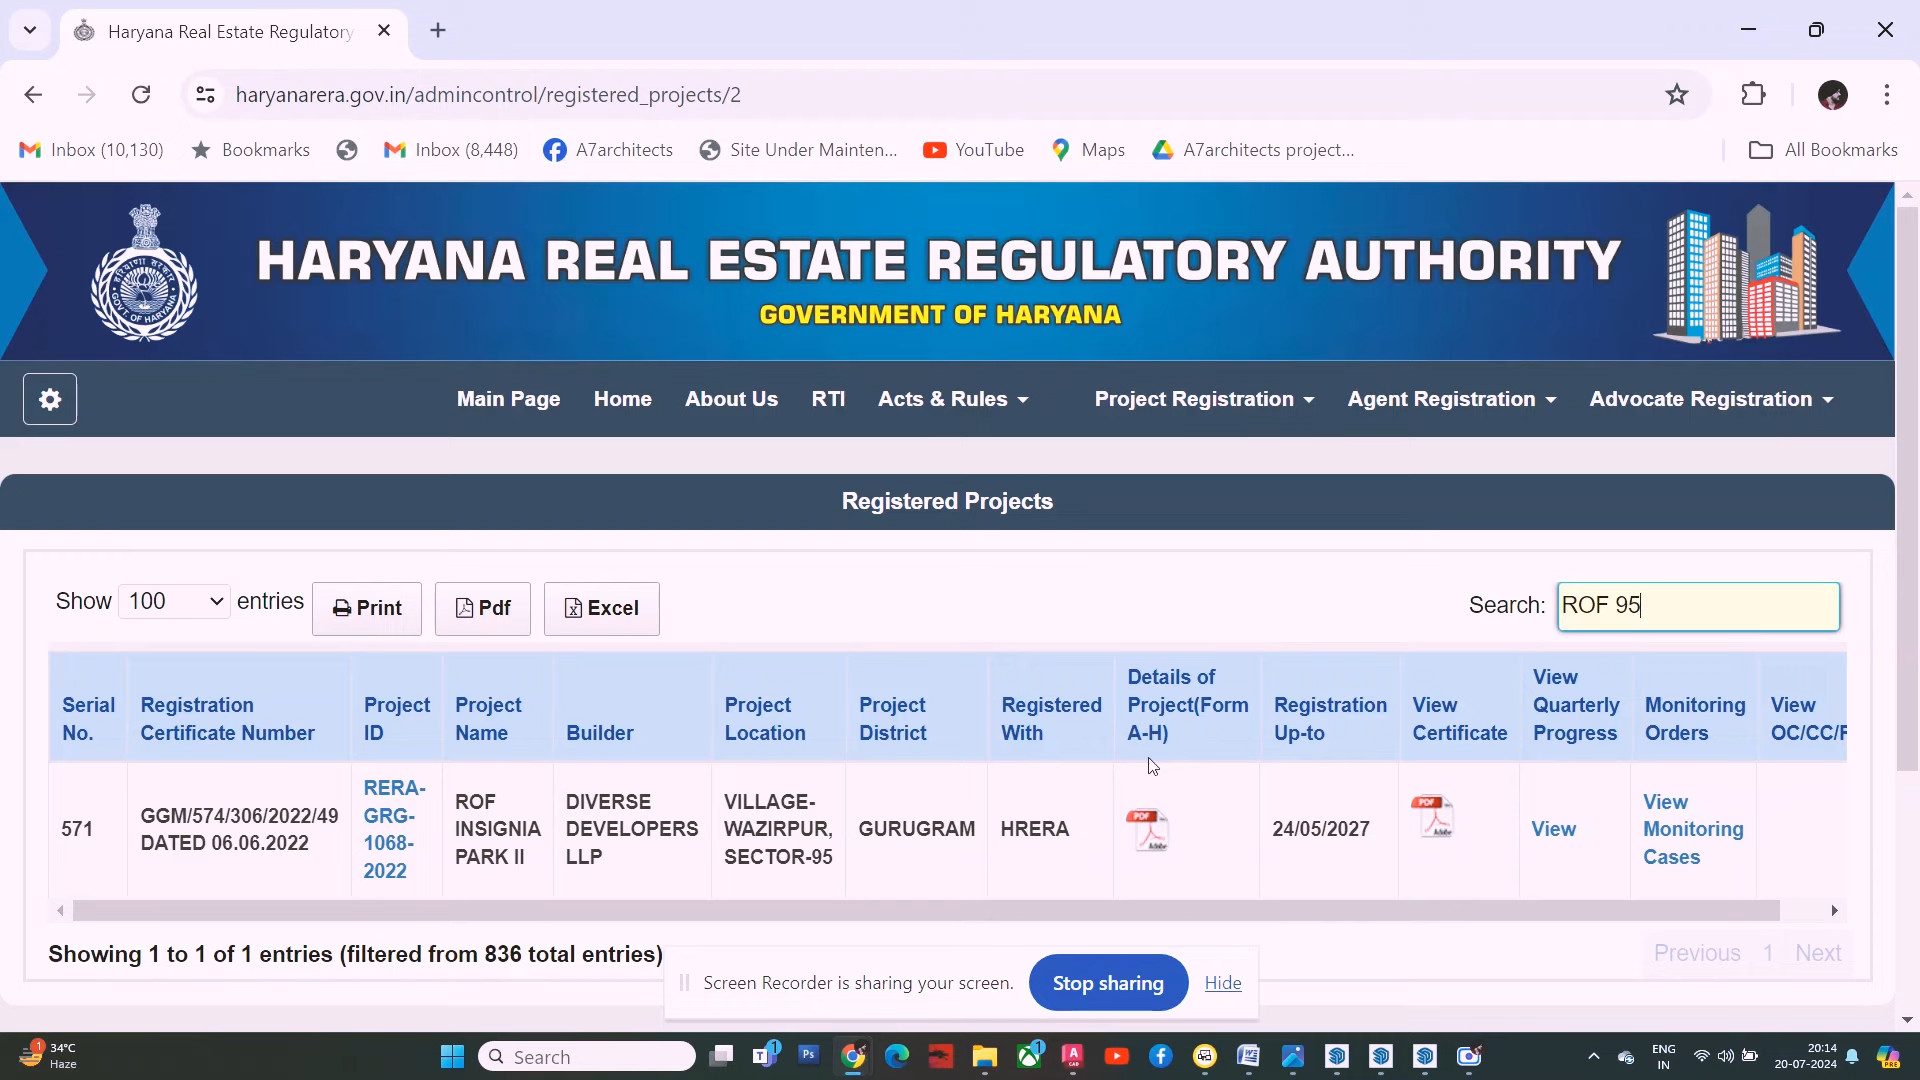 Haryana Real Estate Regulatory
haryanarera.gov.in/admincontrol/registered_projects/2
Inbox (10,130)
Bookmarks
Inbox (8,448)
A7architects
Site Under Mainten...
YouTube
Maps
A7architects project...
All Bookmarks
HARYANA REAL ESTATE REGULATORY AUTHORITY
GOVERNMENT OF HARYANA
Main Page
Home
About Us
RTI
Acts & Rules
Project Registration
Agent Registration
Advocate Registration
Registered Projects
Show 100 entries
Print
Pdf
Excel
Search: ROF 95
Serial
No.
Registration
Certificate Number
Project
ID
Project
Name
Builder
Project
Location
Project
District
Registered
With
Details of
Project(Form
A-H)
Registration
Up-to
View
Certificate
View
Quarterly
Progress
Monitoring
Orders
View
OC/CC/F
571
GGM/574/306/2022/49
DATED 06.06.2022
RERA-
GRG-
1068-
2022
ROF
INSIGNIA
PARK II
DIVERSE
DEVELOPERS
LLP
VILLAGE-
WAZIRPUR,
SECTOR-95
GURUGRAM
HRERA
PDF
Adobe
24/05/2027
PDF
Adobe
View
View
Monitoring
Cases
Showing 1 to 1 of 1 entries (filtered from 836 total entries)
Previous 1 Next
Screen Recorder is sharing your screen.
Stop sharing
Hide
1
34°C
Haze
Search
1
Ps
1
ENG
IN
20:14
20-07-2024